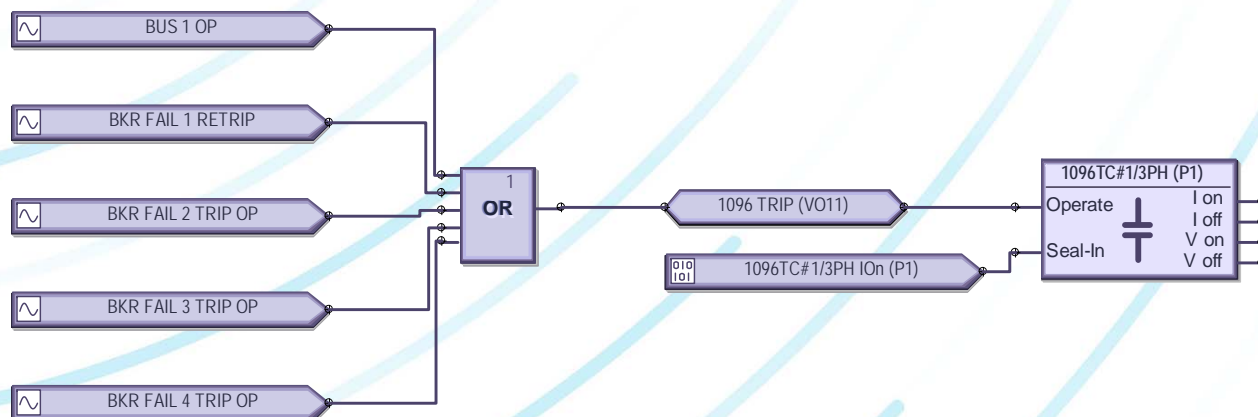 BUS 1 OP
BKR FAIL 1 RETRIP
BKR FAIL 2 TRIP OP
BKR FAIL 3 TRIP OP
BKR FAIL 4 TRIP OP
1
OR
1096 TRIP (VO11)
010
101
1096TC#1/3PH IOn (P1)
1096TC#1/3PH (P1)
Operate
Seal-In
I on
I off
V on
V off